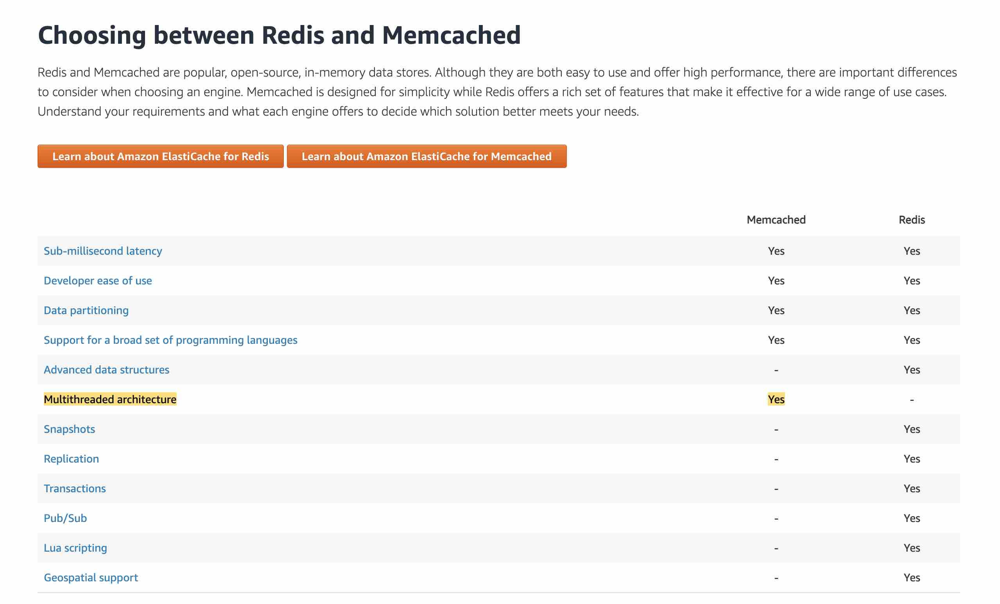 Choosing between Redis and Memcached
Redis and Memcached are popular, open-source, in-memory data stores. Although they are both easy to use and offer high performance, there are important differences
to consider when choosing an engine. Memcached is designed for simplicity while Redis offers a rich set of features that make it effective for a wide range of use cases.
Understand your requirements and what each engine offers to decide which solution better meets your needs.
Learn about Amazon ElastiCache for Redis Learn about Amazon ElastiCache for Memcached
Memcached Redis
Sub-millisecond latency Yes Yes
Developer ease of use Yes Yes
Data partitioning Yes Yes
Support for a broad set of programming languages Yes Yes
Advanced data structures - Yes
Multithreaded architecture Yes -
Snapshots - Yes
Replication - Yes
Transactions - Yes
Pub/Sub - Yes
Lua scripting - Yes
Geospatial support - Yes